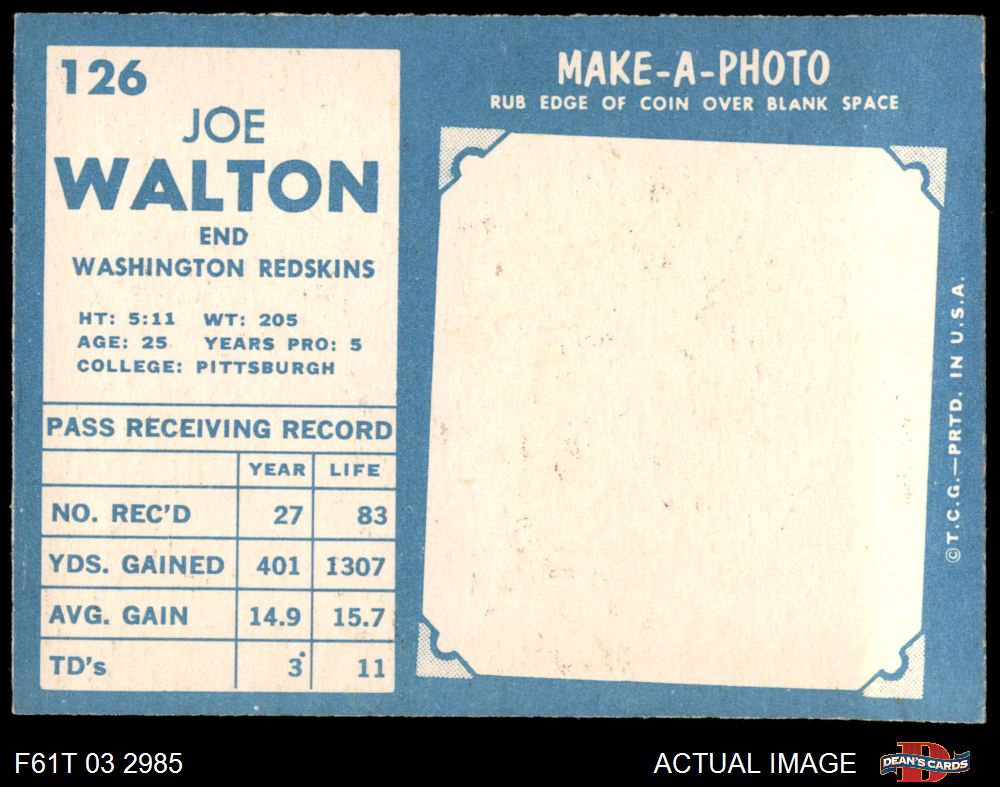 126
JOE
WALTON
END
WASHINGTON REDSKINS
HT: 5:11 WT: 205
AGE: 25 YEARS PRO: 5
COLLEGE: PITTSBURGH
PASS RECEIVING RECORD
YEAR LIFE
NO. REC'D 27 83
YDS. GAINED 401 1307
AVG. GAIN 14.9 15.7
TD's 3 11
MAKE-A-PHOTO
RUB EDGE OF COIN OVER BLANK SPACE
©T.C.G.—PRTD. IN U.S.A.
F61T 03 2985
ACTUAL IMAGE
DEAN'S CARDS